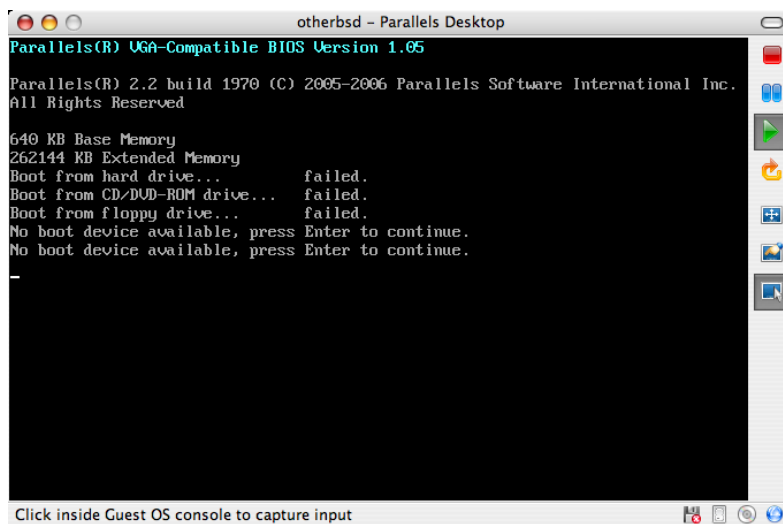 otherbsd – Parallels Desktop
Parallels(R) VGA-Compatible BIOS Version 1.05
Parallels(R) 2.2 build 1970 (C) 2005-2006 Parallels Software International Inc.
All Rights Reserved
640 KB Base Memory
262144 KB Extended Memory
Boot from hard drive... failed.
Boot from CD/DVD-ROM drive... failed.
Boot from floppy drive... failed.
No boot device available, press Enter to continue.
No boot device available, press Enter to continue.
Click inside Guest OS console to capture input